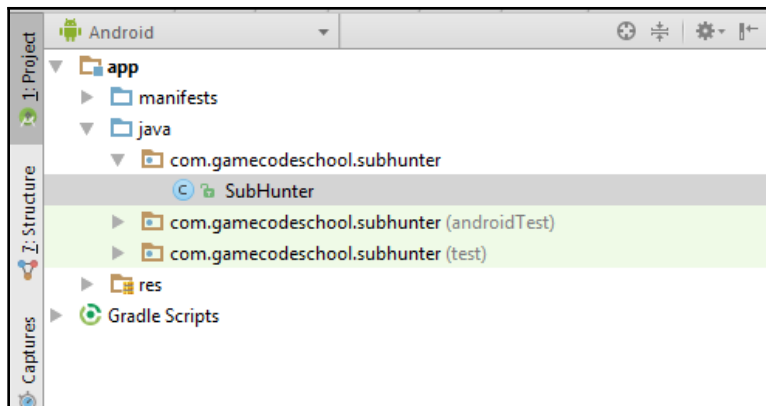 Android
1: Project
app
manifests
java
com.gamecodeschool.subhunter
C SubHunter
com.gamecodeschool.subhunter (androidTest)
com.gamecodeschool.subhunter (test)
res
Gradle Scripts
7: Structure
Captures